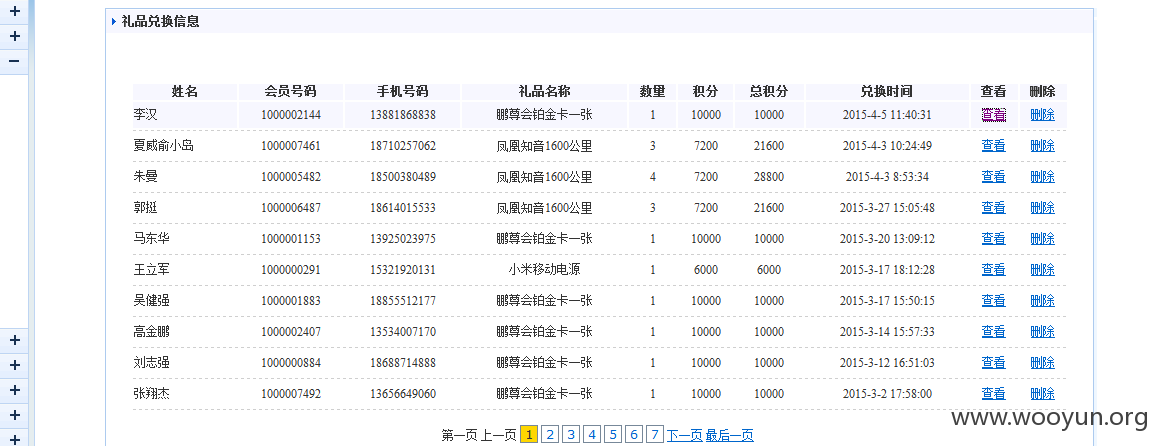 礼品兑换信息
姓名 会员号码 手机号码 礼品名称 数量 积分 总积分 兑换时间 查看 删除
李汉 1000002144 13881868838 鹏尊会铂金卡一张 1 10000 10000 2015-4-5 11:40:31 查看 删除
夏威俞小岛 1000007461 18710257062 凤凰知音1600公里 3 7200 21600 2015-4-3 10:24:49 查看 删除
朱曼 1000005482 18500380489 凤凰知音1600公里 4 7200 28800 2015-4-3 8:53:34 查看 删除
郭挺 1000006487 18614015533 凤凰知音1600公里 3 7200 21600 2015-3-27 15:05:48 查看 删除
马东华 1000001153 13925023975 鹏尊会铂金卡一张 1 10000 10000 2015-3-20 13:09:12 查看 删除
王立军 1000000291 15321920131 小米移动电源 1 6000 6000 2015-3-17 18:12:28 查看 删除
吴健强 1000001883 18855512177 鹏尊会铂金卡一张 1 10000 10000 2015-3-17 15:50:15 查看 删除
高金鹏 1000002407 13534007170 鹏尊会铂金卡一张 1 10000 10000 2015-3-14 15:57:33 查看 删除
刘志强 1000000884 18688714888 鹏尊会铂金卡一张 1 10000 10000 2015-3-12 16:51:03 查看 删除
张翔杰 1000007492 13656649060 鹏尊会铂金卡一张 1 10000 10000 2015-3-2 17:58:00 查看 删除
www.wooyun.org
第一页 上一页 1 2 3 4 5 6 7 下一页 最后一页